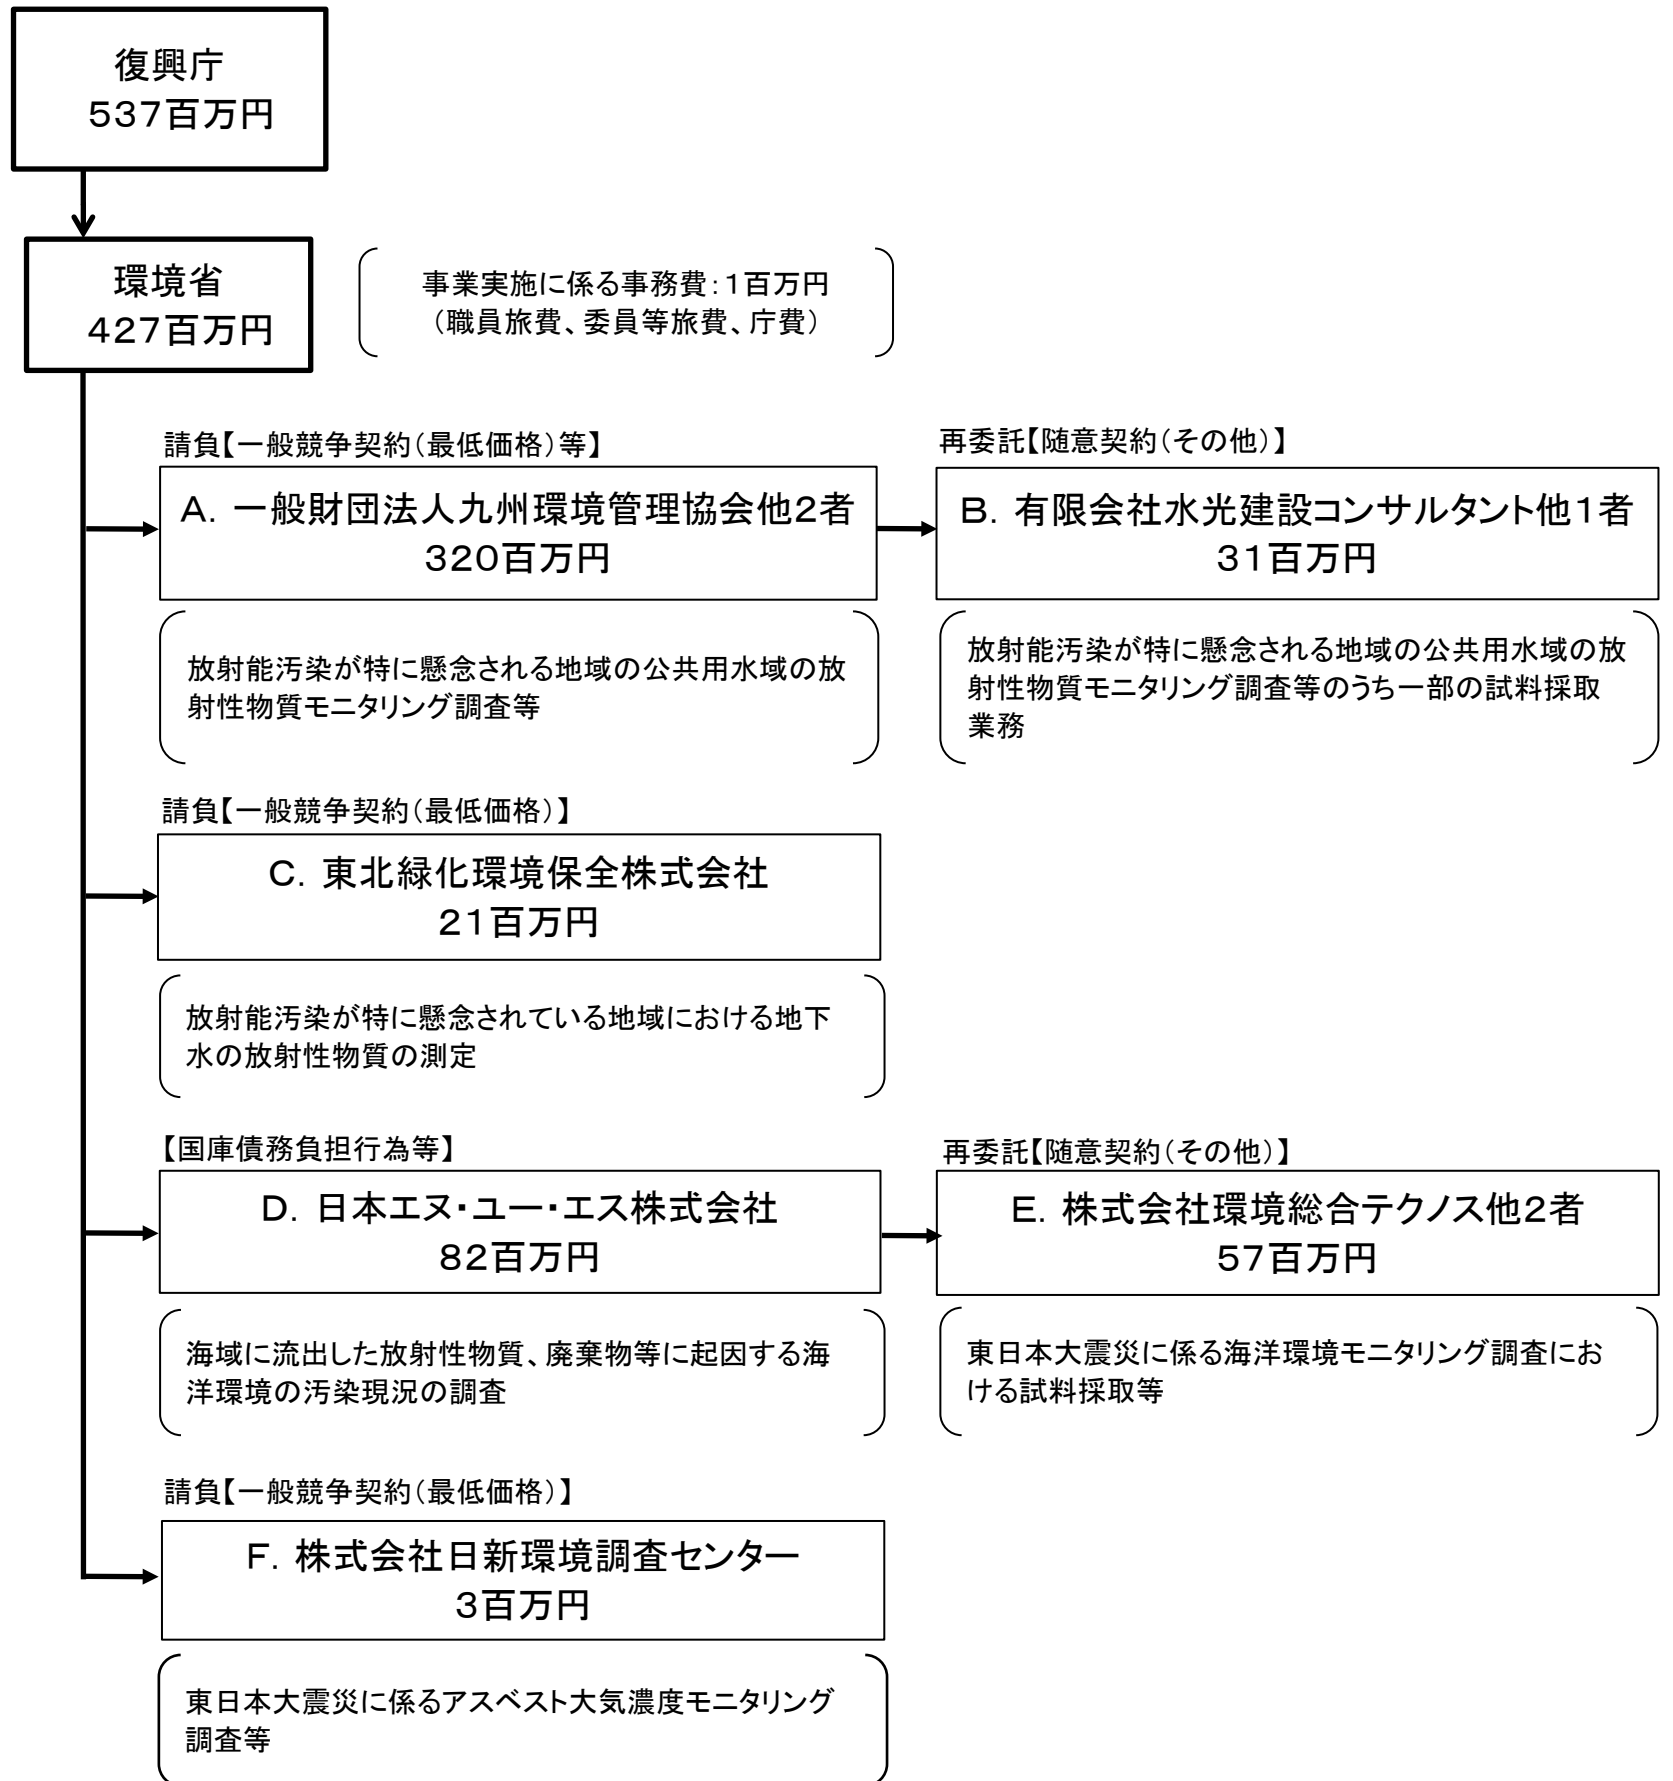 復興庁
537百万円
環境省
427百万円
事業実施に係る事務費：1百万円
（職員旅費、委員等旅費、庁費）
請負【一般競争契約（最低価格）等】
再委託【随意契約（その他）】
A．一般財団法人九州環境管理協会他2者
320百万円
B．有限会社水光建設コンサルタント他1者
31百万円
放射能汚染が特に懸念される地域の公共用水域の放
射性物質モニタリング調査等
放射能汚染が特に懸念される地域の公共用水域の放
射性物質モニタリング調査等のうち一部の試料採取
業務
請負【一般競争契約（最低価格）】
C．東北緑化環境保全株式会社
21百万円
放射能汚染が特に懸念されている地域における地下
水の放射性物質の測定
【国庫債務負担行為等】
再委託【随意契約（その他）】
D．日本エヌ・ユー・エス株式会社
82百万円
E．株式会社環境総合テクノス他2者
57百万円
海域に流出した放射性物質、廃棄物等に起因する海
洋環境の汚染現況の調査
東日本大震災に係る海洋環境モニタリング調査にお
ける試料採取等
請負【一般競争契約（最低価格）】
F．株式会社日新環境調査センター
3百万円
東日本大震災に係るアスベスト大気濃度モニタリング
調査等